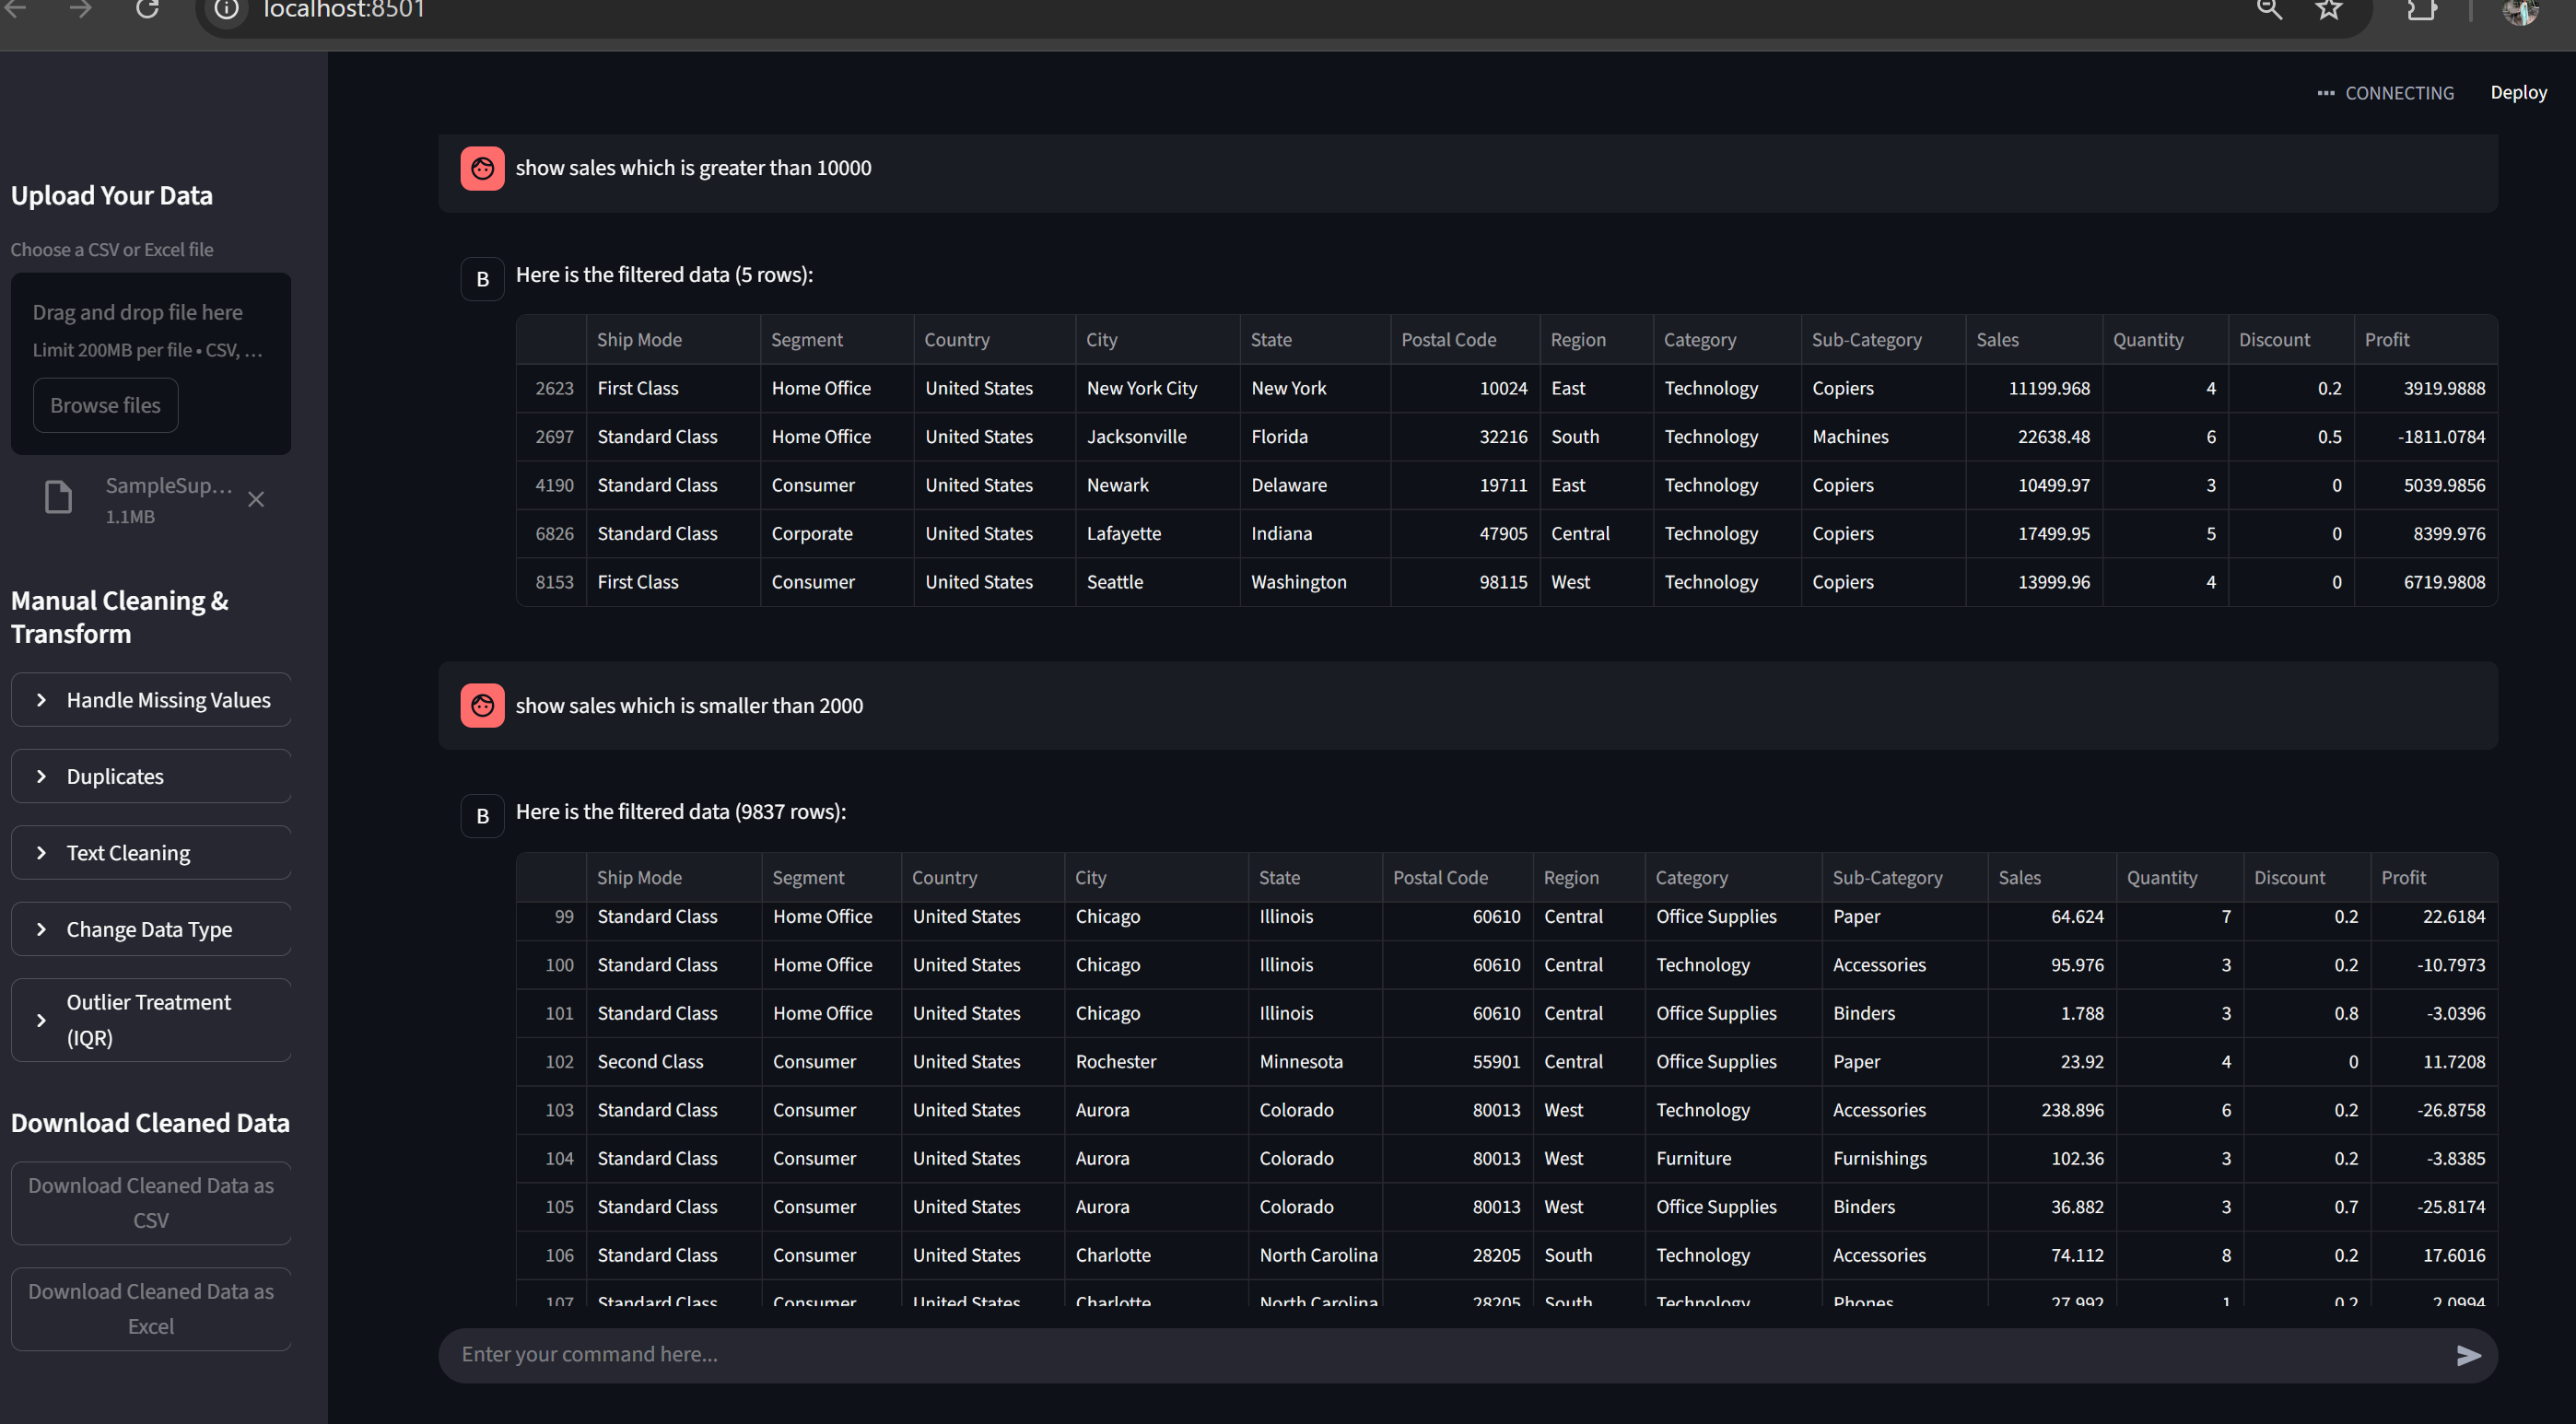 localhost:8501
CONNECTING Deploy
Upload Your Data
Choose a CSV or Excel file
Drag and drop file here
Limit 200MB per file • CSV, ...
Browse files
SampleSup...
1.1MB
Manual Cleaning &
Transform
Handle Missing Values
Duplicates
Text Cleaning
Change Data Type
Outlier Treatment
(IQR)
Download Cleaned Data
Download Cleaned Data as
CSV
Download Cleaned Data as
Excel
show sales which is greater than 10000
B Here is the filtered data (5 rows):
Ship Mode Segment Country City State Postal Code Region Category Sub-Category Sales Quantity Discount Profit
2623 First Class Home Office United States New York City New York 10024 East Technology Copiers 11199.968 4 0.2 3919.9888
2697 Standard Class Home Office United States Jacksonville Florida 32216 South Technology Machines 22638.48 6 0.5 -1811.0784
4190 Standard Class Consumer United States Newark Delaware 19711 East Technology Copiers 10499.97 3 0 5039.9856
6826 Standard Class Corporate United States Lafayette Indiana 47905 Central Technology Copiers 17499.95 5 0 8399.976
8153 First Class Consumer United States Seattle Washington 98115 West Technology Copiers 13999.96 4 0 6719.9808
show sales which is smaller than 2000
B Here is the filtered data (9837 rows):
Ship Mode Segment Country City State Postal Code Region Category Sub-Category Sales Quantity Discount Profit
99 Standard Class Home Office United States Chicago Illinois 60610 Central Office Supplies Paper 64.624 7 0.2 22.6184
100 Standard Class Home Office United States Chicago Illinois 60610 Central Technology Accessories 95.976 3 0.2 -10.7973
101 Standard Class Home Office United States Chicago Illinois 60610 Central Office Supplies Binders 1.788 3 0.8 -3.0396
102 Second Class Consumer United States Rochester Minnesota 55901 Central Office Supplies Paper 23.92 4 0 11.7208
103 Standard Class Consumer United States Aurora Colorado 80013 West Technology Accessories 238.896 6 0.2 -26.8758
104 Standard Class Consumer United States Aurora Colorado 80013 West Furniture Furnishings 102.36 3 0.2 -3.8385
105 Standard Class Consumer United States Aurora Colorado 80013 West Office Supplies Binders 36.882 3 0.7 -25.8174
106 Standard Class Consumer United States Charlotte North Carolina 28205 South Technology Accessories 74.112 8 0.2 17.6016
107 Standard Class Consumer United States Charlotte North Carolina 28205 South Technology Phones 27.992 1 0.2 2.0994
Enter your command here...